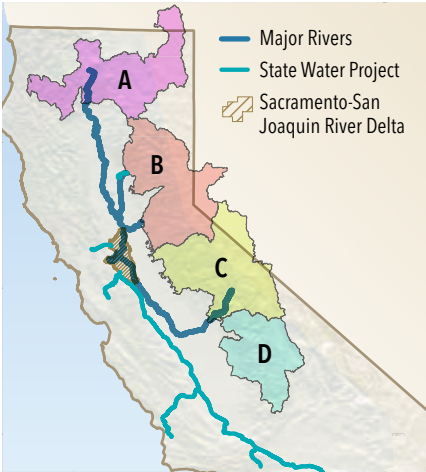 Major Rivers
State Water Project
Sacramento-San
Joaquin River Delta
A
B
C
D